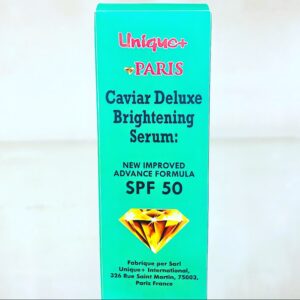 Unique+
PARIS
Caviar Deluxe
Brightening
Serum:
NEW IMPROVED
ADVANCE FORMULA
SPF 50
Fabrique par Sarl
Unique+ International,
326 Rue Saint Martin, 75003,
Paris France